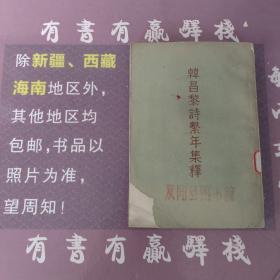 有書有贏驛棧
除新疆、西藏
海南地区外，
其他地区均
包邮，书品以
照片为准，
望周知！
韓昌黎詩繫年集釋
有書有贏驛棧